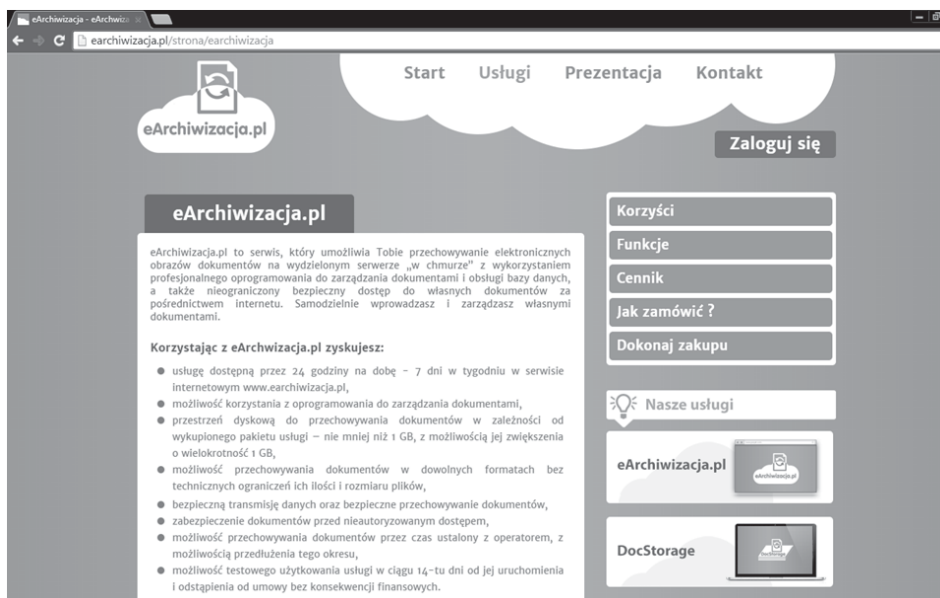 eArchiwizacja - eArchwiza
earchiwizacja.pl/strona/earchiwizacja
Start Usługi Prezentacja Kontakt
eArchiwizacja.pl
Zaloguj się
eArchiwizacja.pl
eArchiwizacja.pl to serwis, który umożliwia Tobie przechowywanie elektronicznych
obrazów dokumentów na wydzielonym serwerze „w chmurze” z wykorzystaniem
profesjonalnego oprogramowania do zarządzania dokumentami i obsługi bazy danych,
a także nieograniczony bezpieczny dostęp do własnych dokumentów za
pośrednictwem internetu. Samodzielnie wprowadzasz i zarządzasz własnymi
dokumentami.
Korzystając z eArchwizacja.pl zyskujesz:
usługę dostępną przez 24 godziny na dobę – 7 dni w tygodniu w serwisie
internetowym www.earchiwizacja.pl,
możliwość korzystania z oprogramowania do zarządzania dokumentami,
przestrzeń dyskową do przechowywania dokumentów w zależności od
wykupionego pakietu usługi – nie mniej niż 1 GB, z możliwością jej zwiększenia
o wielokrotność 1 GB,
możliwość przechowywania dokumentów w dowolnych formatach bez
technicznych ograniczeń ich ilości i rozmiaru plików,
bezpieczną transmisję danych oraz bezpieczne przechowywanie dokumentów,
zabezpieczenie dokumentów przed nieautoryzowanym dostępem,
możliwość przechowywania dokumentów przez czas ustalony z operatorem, z
możliwością przedłużenia tego okresu,
możliwość testowego użytkowania usługi w ciągu 14-tu dni od jej uruchomienia
i odstąpienia od umowy bez konsekwencji finansowych.
Korzyści
Funkcje
Cennik
Jak zamówić ?
Dokonaj zakupu
Nasze usługi
eArchiwizacja.pl
eArchiwizacja.pl
DocStorage